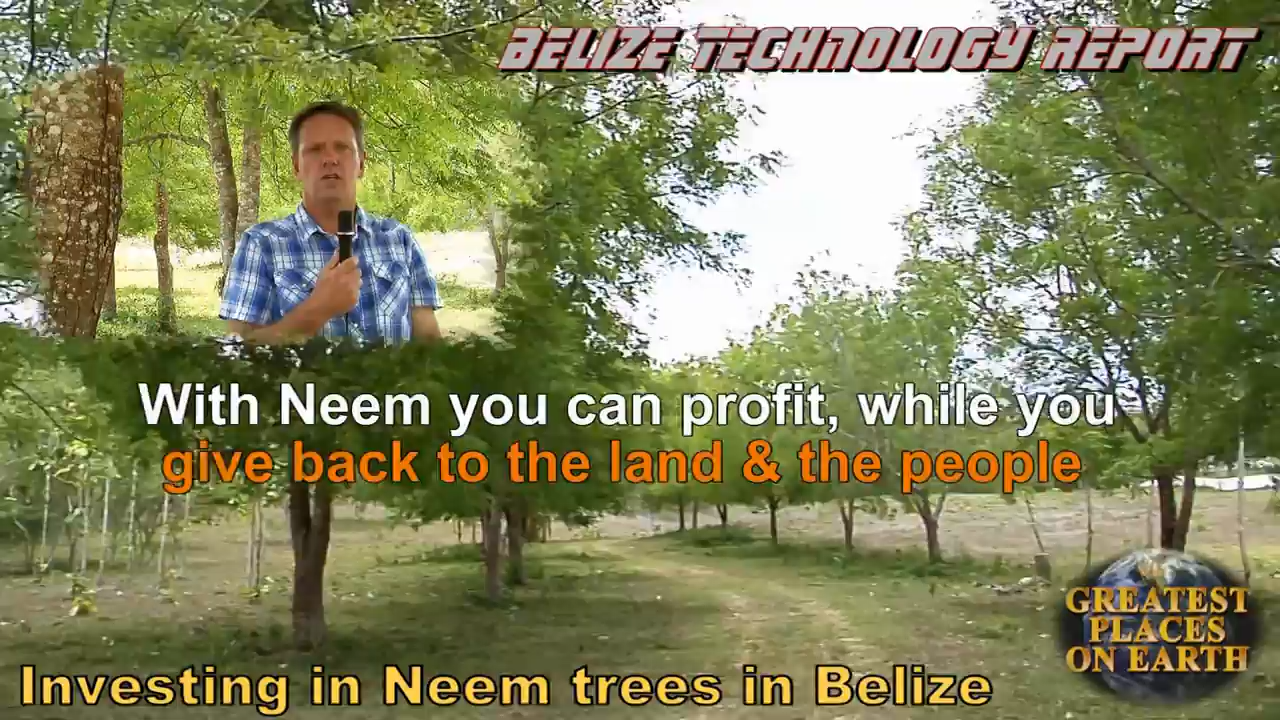 BELIZE TECHNOLOGY REPORT
With Neem you can profit, while you
give back to the land & the people
GREATEST
PLACES
ON EARTH
Investing in Neem trees in Belize